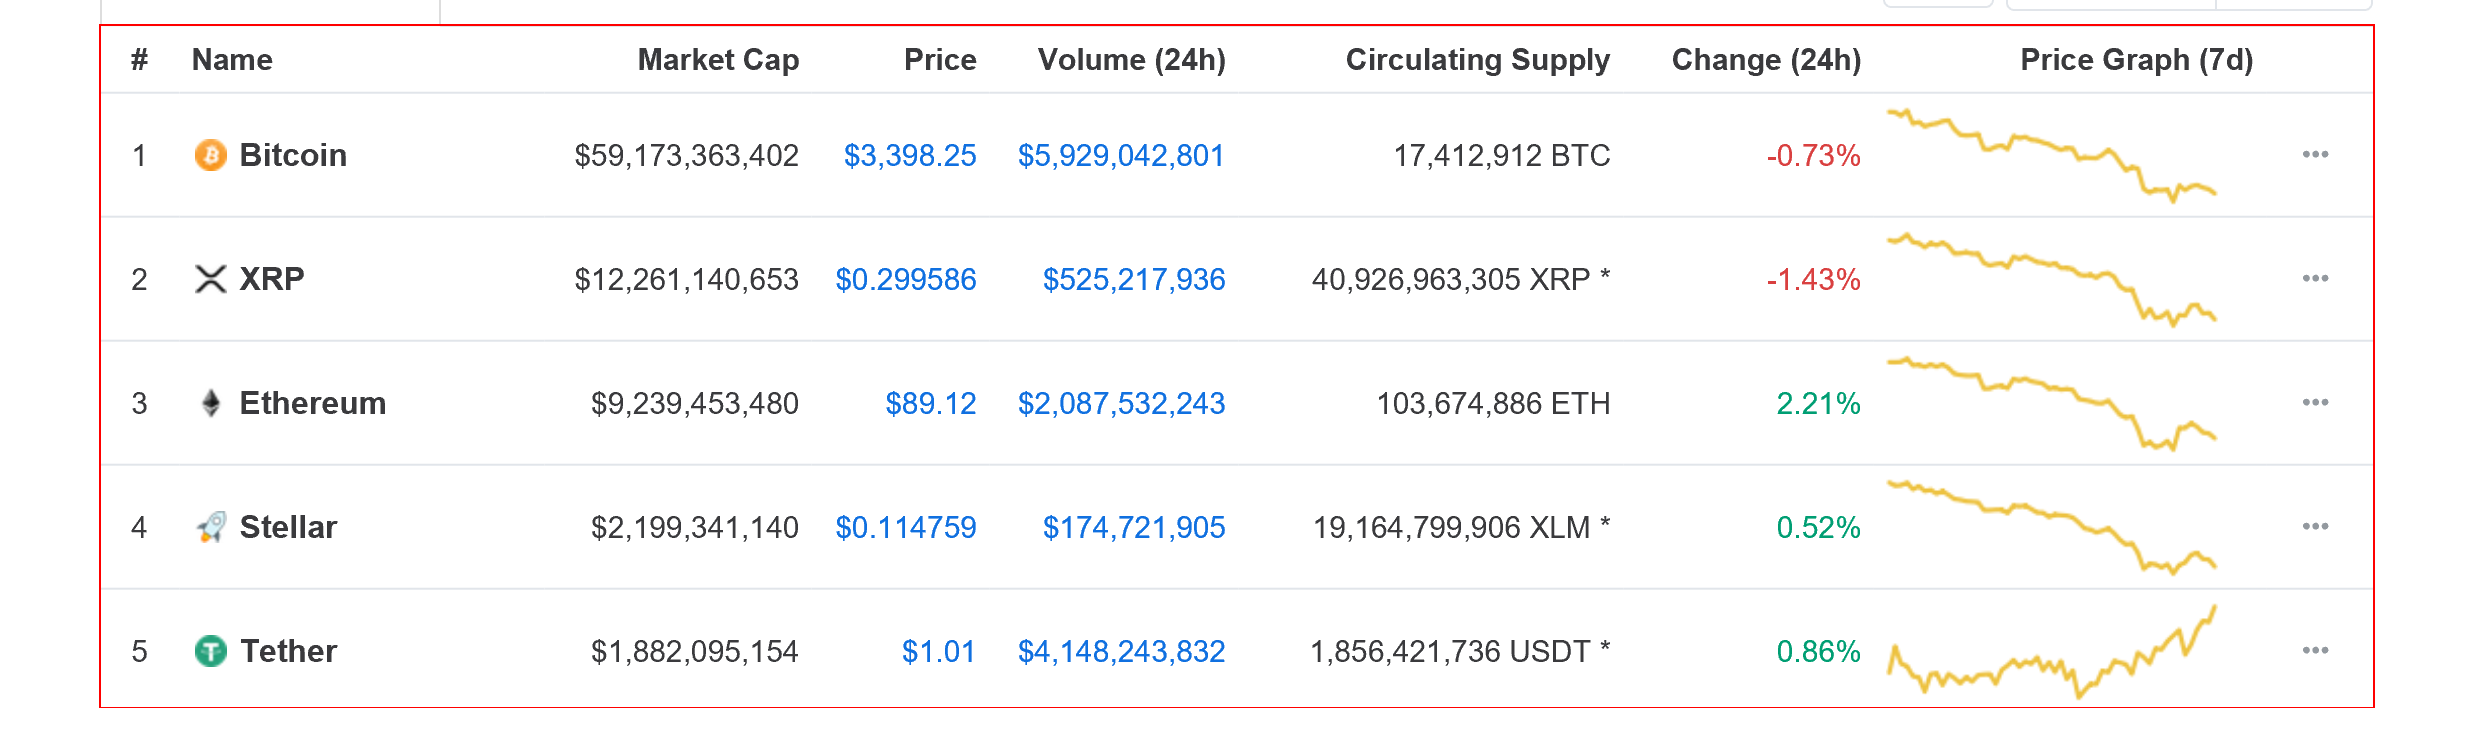 # Name Market Cap Price Volume (24h) Circulating Supply Change (24h) Price Graph (7d)
1 Bitcoin $59,173,363,402 $3,398.25 $5,929,042,801 17,412,912 BTC -0.73%
2 XRP $12,261,140,653 $0.299586 $525,217,936 40,926,963,305 XRP * -1.43%
3 Ethereum $9,239,453,480 $89.12 $2,087,532,243 103,674,886 ETH 2.21%
4 Stellar $2,199,341,140 $0.114759 $174,721,905 19,164,799,906 XLM * 0.52%
5 Tether $1,882,095,154 $1.01 $4,148,243,832 1,856,421,736 USDT * 0.86%